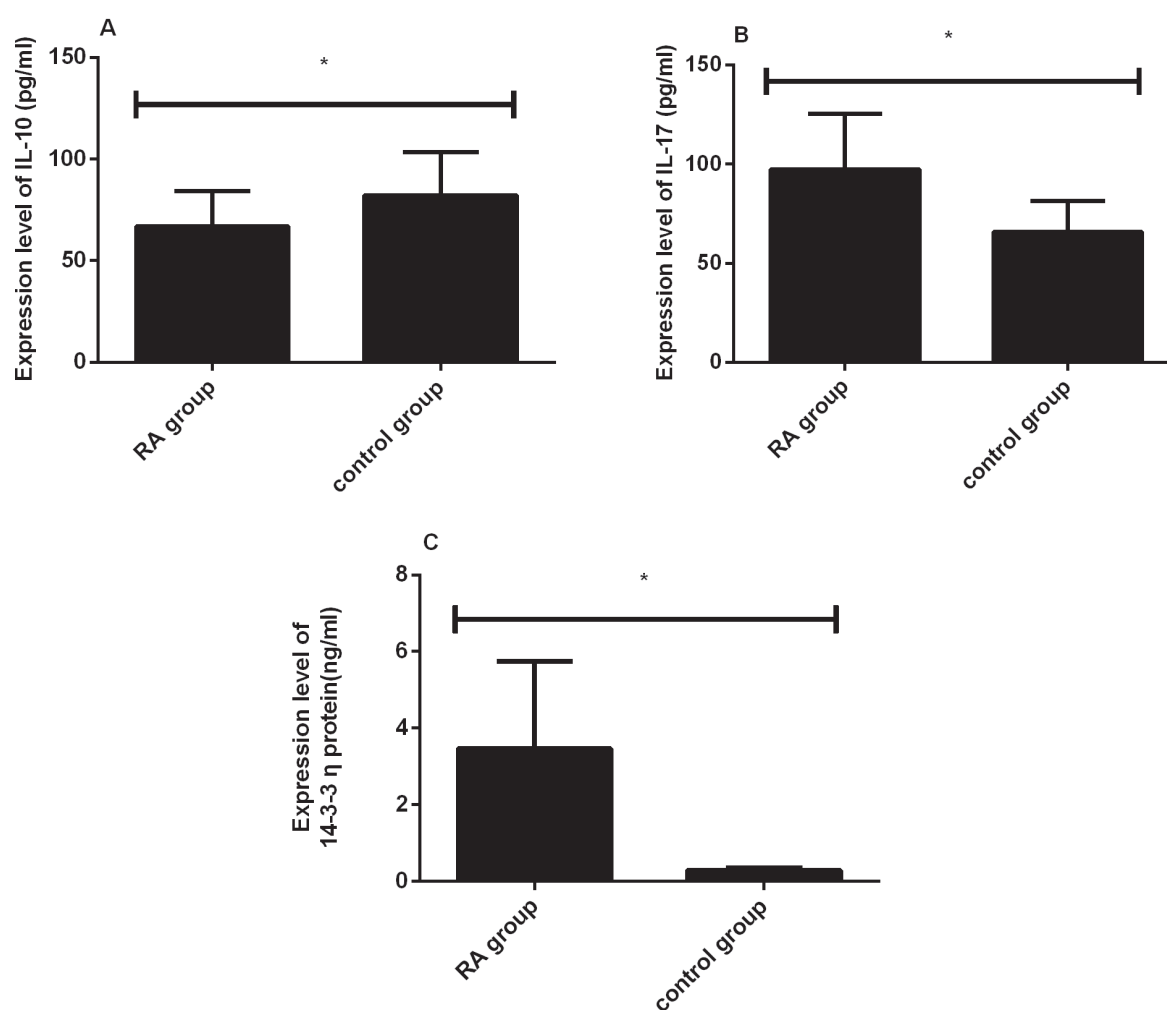 A
Expression level of IL-10 (pg/ml)
150
100
50
0
*
RA group
control group
B
Expression level of IL-17 (pg/ml)
150
100
50
0
*
RA group
control group
C
Expression level of
14-3-3 η protein(ng/ml)
8
6
4
2
0
*
RA group
control group